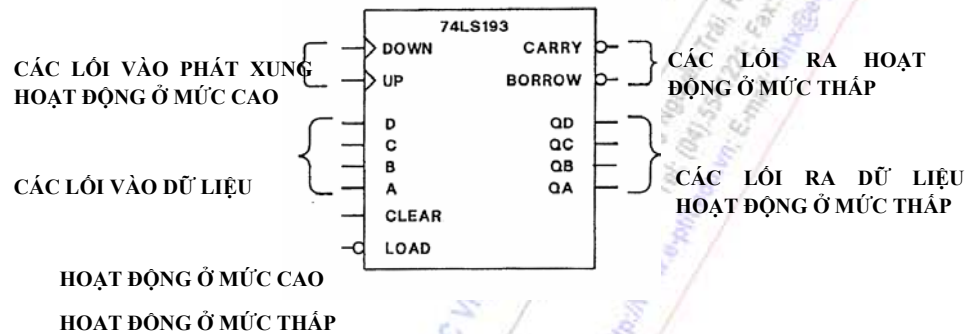 74LS193
DOWN CARRY
CÁC LỐI VÀO PHÁT XUNG
HOẠT ĐỘNG Ở MỨC CAO
UP BORROW
CÁC LỐI RA HOẠT
ĐỘNG Ở MỨC THẤP
D QD
C QC
B QB
A QA
CÁC LỐI VÀO DỮ LIỆU
CÁC LỐI RA DỮ LIỆU
HOẠT ĐỘNG Ở MỨC THẤP
CLEAR
LOAD
HOẠT ĐỘNG Ở MỨC CAO
HOẠT ĐÔNG Ở MỨC THẤP